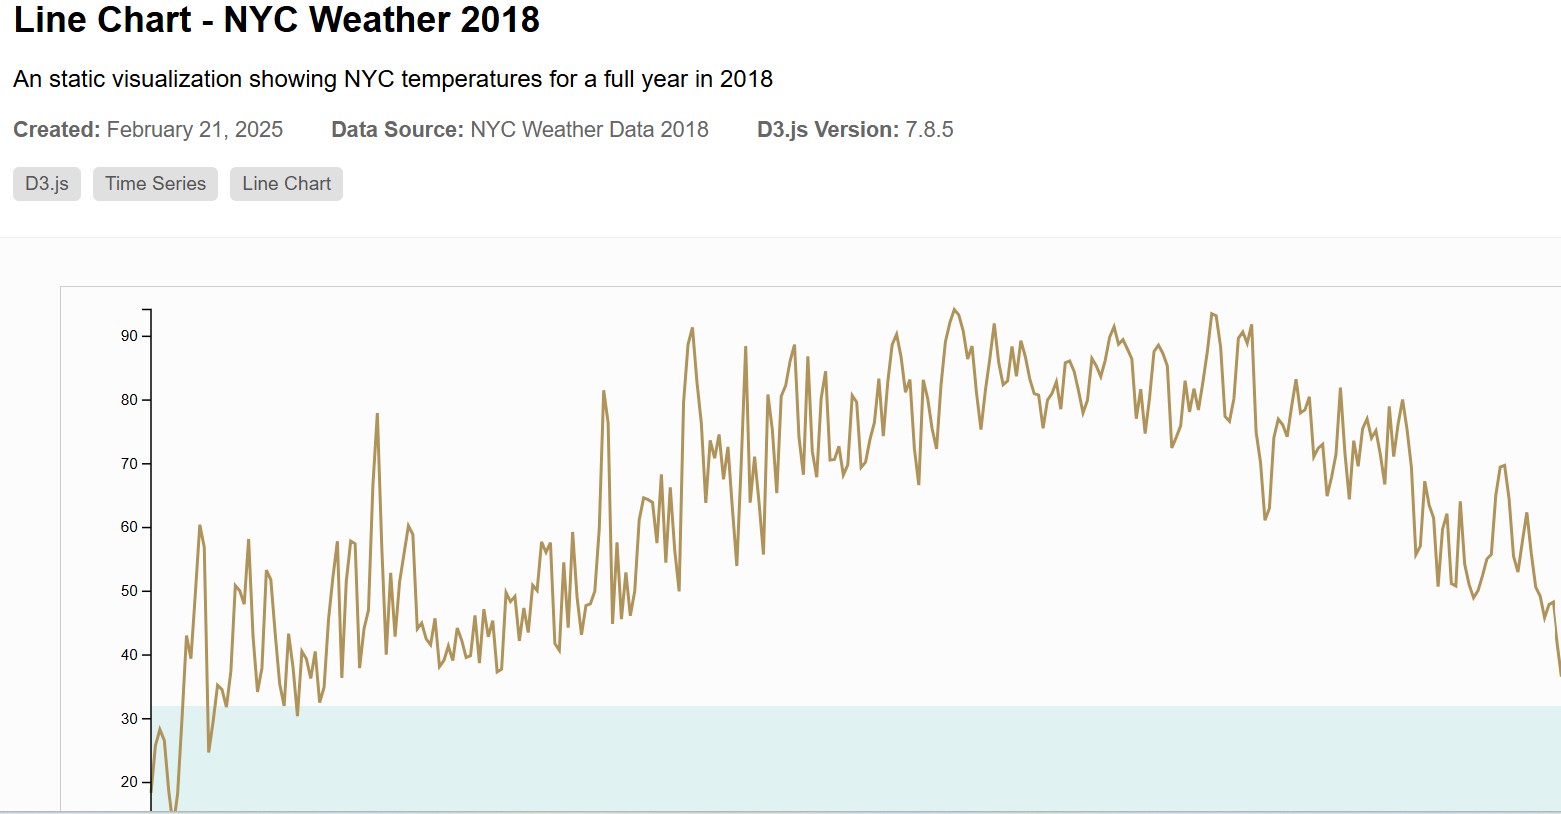 Line Chart - NYC Weather 2018
An static visualization showing NYC temperatures for a full year in 2018
Created: February 21, 2025 Data Source: NYC Weather Data 2018 D3.js Version: 7.8.5
D3.js Time Series Line Chart
90
80
70
60
50
40
30
20